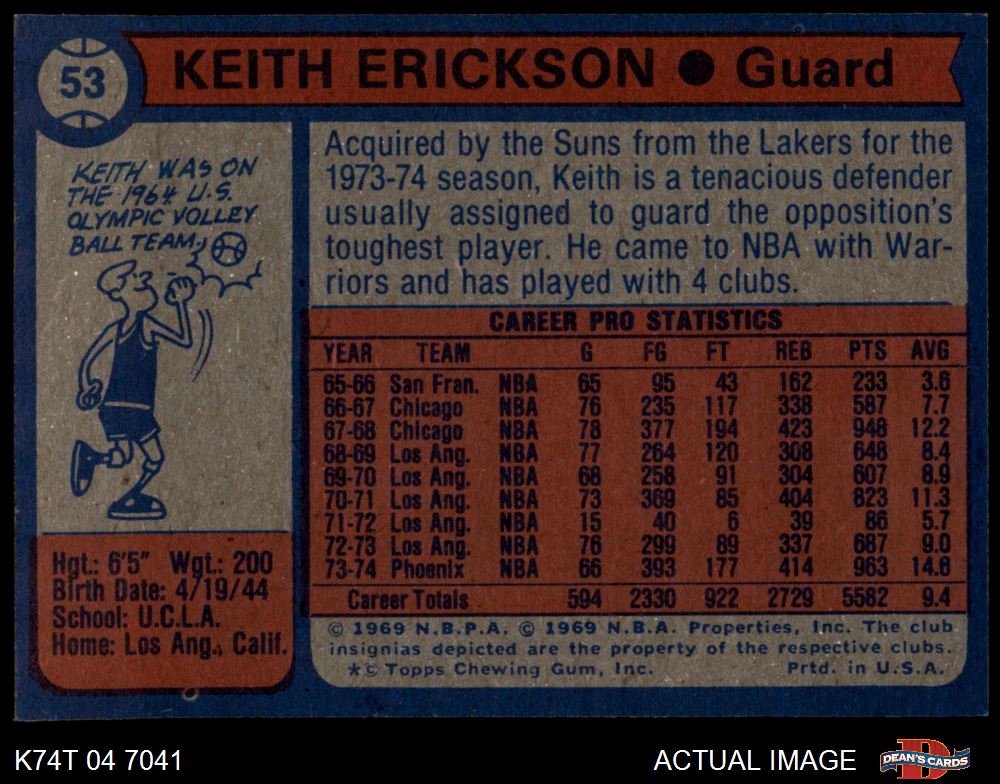 53
KEITH ERICKSON ● Guard
KEITH WAS ON
THE 1964 U.S.
OLYMPIC VOLLEY
BALL TEAM.
Hgt.: 6'5" Wgt.: 200
Birth Date: 4/19/44
School: U.C.L.A.
Home: Los Ang., Calif.
Acquired by the Suns from the Lakers for the
1973-74 season, Keith is a tenacious defender
usually assigned to guard the opposition's
toughest player. He came to NBA with War-
riors and has played with 4 clubs.
CAREER PRO STATISTICS
YEAR TEAM G FG FT REB PTS AVG
65-66 San Fran. NBA 65 95 43 162 233 3.6
66-67 Chicago NBA 76 235 117 338 587 7.7
67-68 Chicago NBA 78 377 194 423 948 12.2
68-69 Los Ang. NBA 77 264 120 308 648 8.4
69-70 Los Ang. NBA 68 258 91 304 607 8.9
70-71 Los Ang. NBA 73 369 85 404 823 11.3
71-72 Los Ang. NBA 15 40 6 39 86 5.7
72-73 Los Ang. NBA 76 299 89 337 687 9.0
73-74 Phoenix NBA 66 393 177 414 963 14.6
Career Totals 594 2330 922 2729 5582 9.4
© 1969 N.B.P.A. © 1969 N.B.A. Properties, Inc. The club
insignias depicted are the property of the respective clubs.
*© Topps Chewing Gum, Inc. Prtd. in U.S.A.
K74T 04 7041 ACTUAL IMAGE DEAN'S CARDS